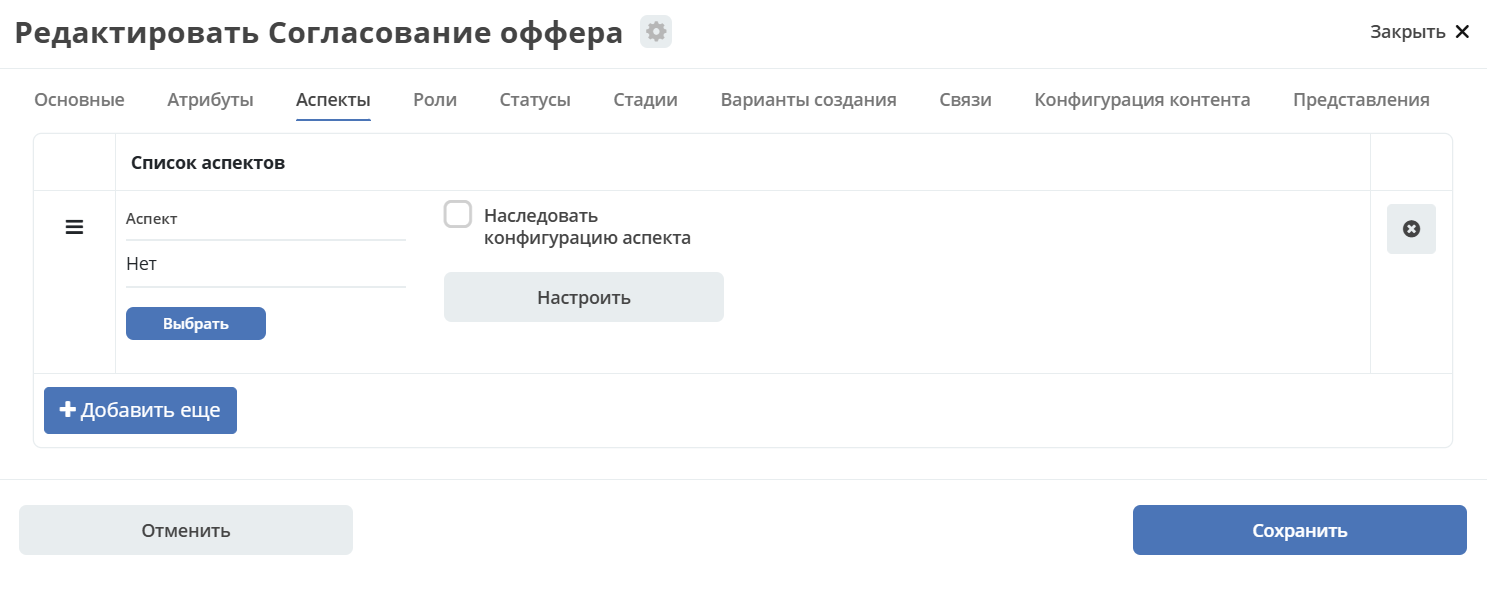 Редактировать Согласование оффера
Закрыть
Основные Атрибуты Аспекты Роли Статусы Стадии Варианты создания Связи Конфигурация контента Представления
Список аспектов
Аспект
Нет
Выбрать
Наследовать
конфигурацию аспекта
Настроить
Добавить еще
Отменить
Сохранить